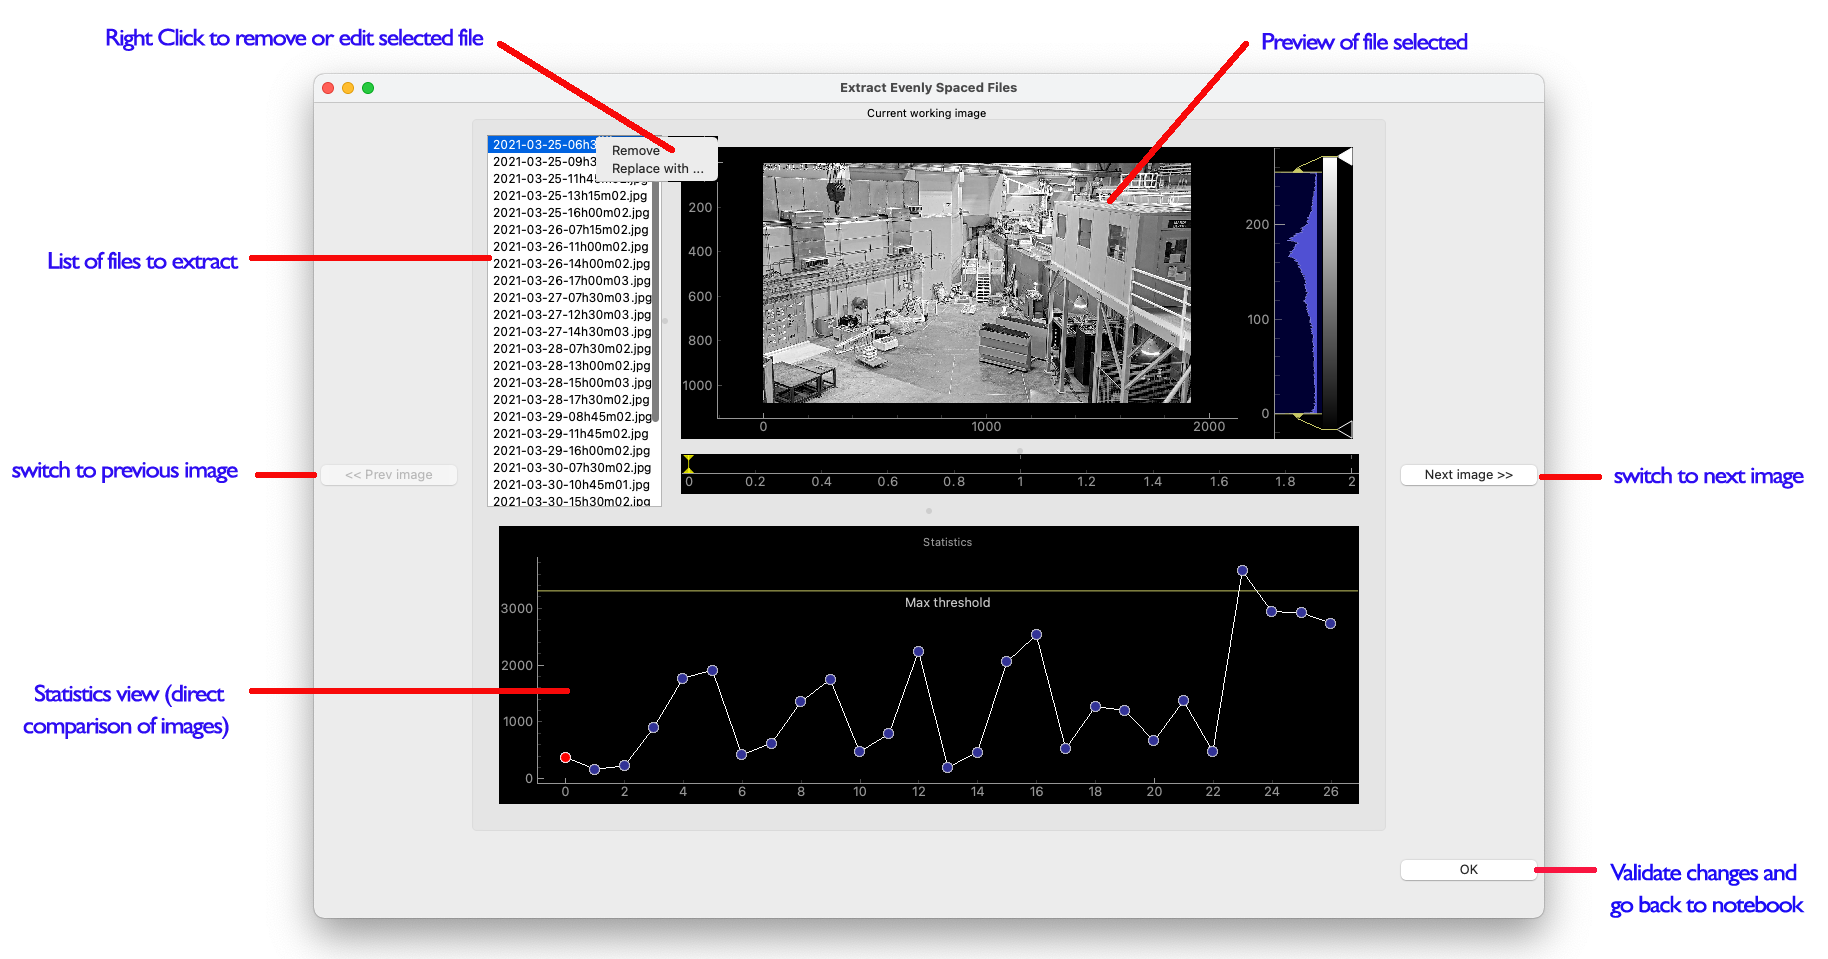 Right Click to remove or edit selected file
Preview of file selected
Extract Evenly Spaced Files
Current working image
2021-03-25-06h3
Remove
2021-03-25-09h3
Replace with ...
2021-03-25-11h45m02.jpg
2021-03-25-13h15m02.jpg
2021-03-25-16h00m02.jpg
2021-03-26-07h15m02.jpg
2021-03-26-11h00m02.jpg
2021-03-26-14h00m02.jpg
2021-03-26-17h00m03.jpg
2021-03-27-07h30m03.jpg
2021-03-27-12h30m03.jpg
2021-03-27-14h30m03.jpg
2021-03-28-07h30m02.jpg
2021-03-28-13h00m02.jpg
2021-03-28-15h00m03.jpg
2021-03-28-17h30m02.jpg
2021-03-29-08h45m02.jpg
2021-03-29-11h45m02.jpg
2021-03-29-16h00m02.jpg
2021-03-30-07h30m02.jpg
2021-03-30-10h45m01.jpg
2021-03-30-15h30m02.jpg
200
400
600
800
1000
0 1000 2000
200
100
0
List of files to extract
switch to previous image
<< Prev image
Next image >>
switch to next image
0 0.2 0.4 0.6 0.8 1 1.2 1.4 1.6 1.8 2
Statistics
Max threshold
3000
2000
1000
0
0 2 4 6 8 10 12 14 16 18 20 22 24 26
Statistics view (direct
comparison of images)
OK
Validate changes and
go back to notebook